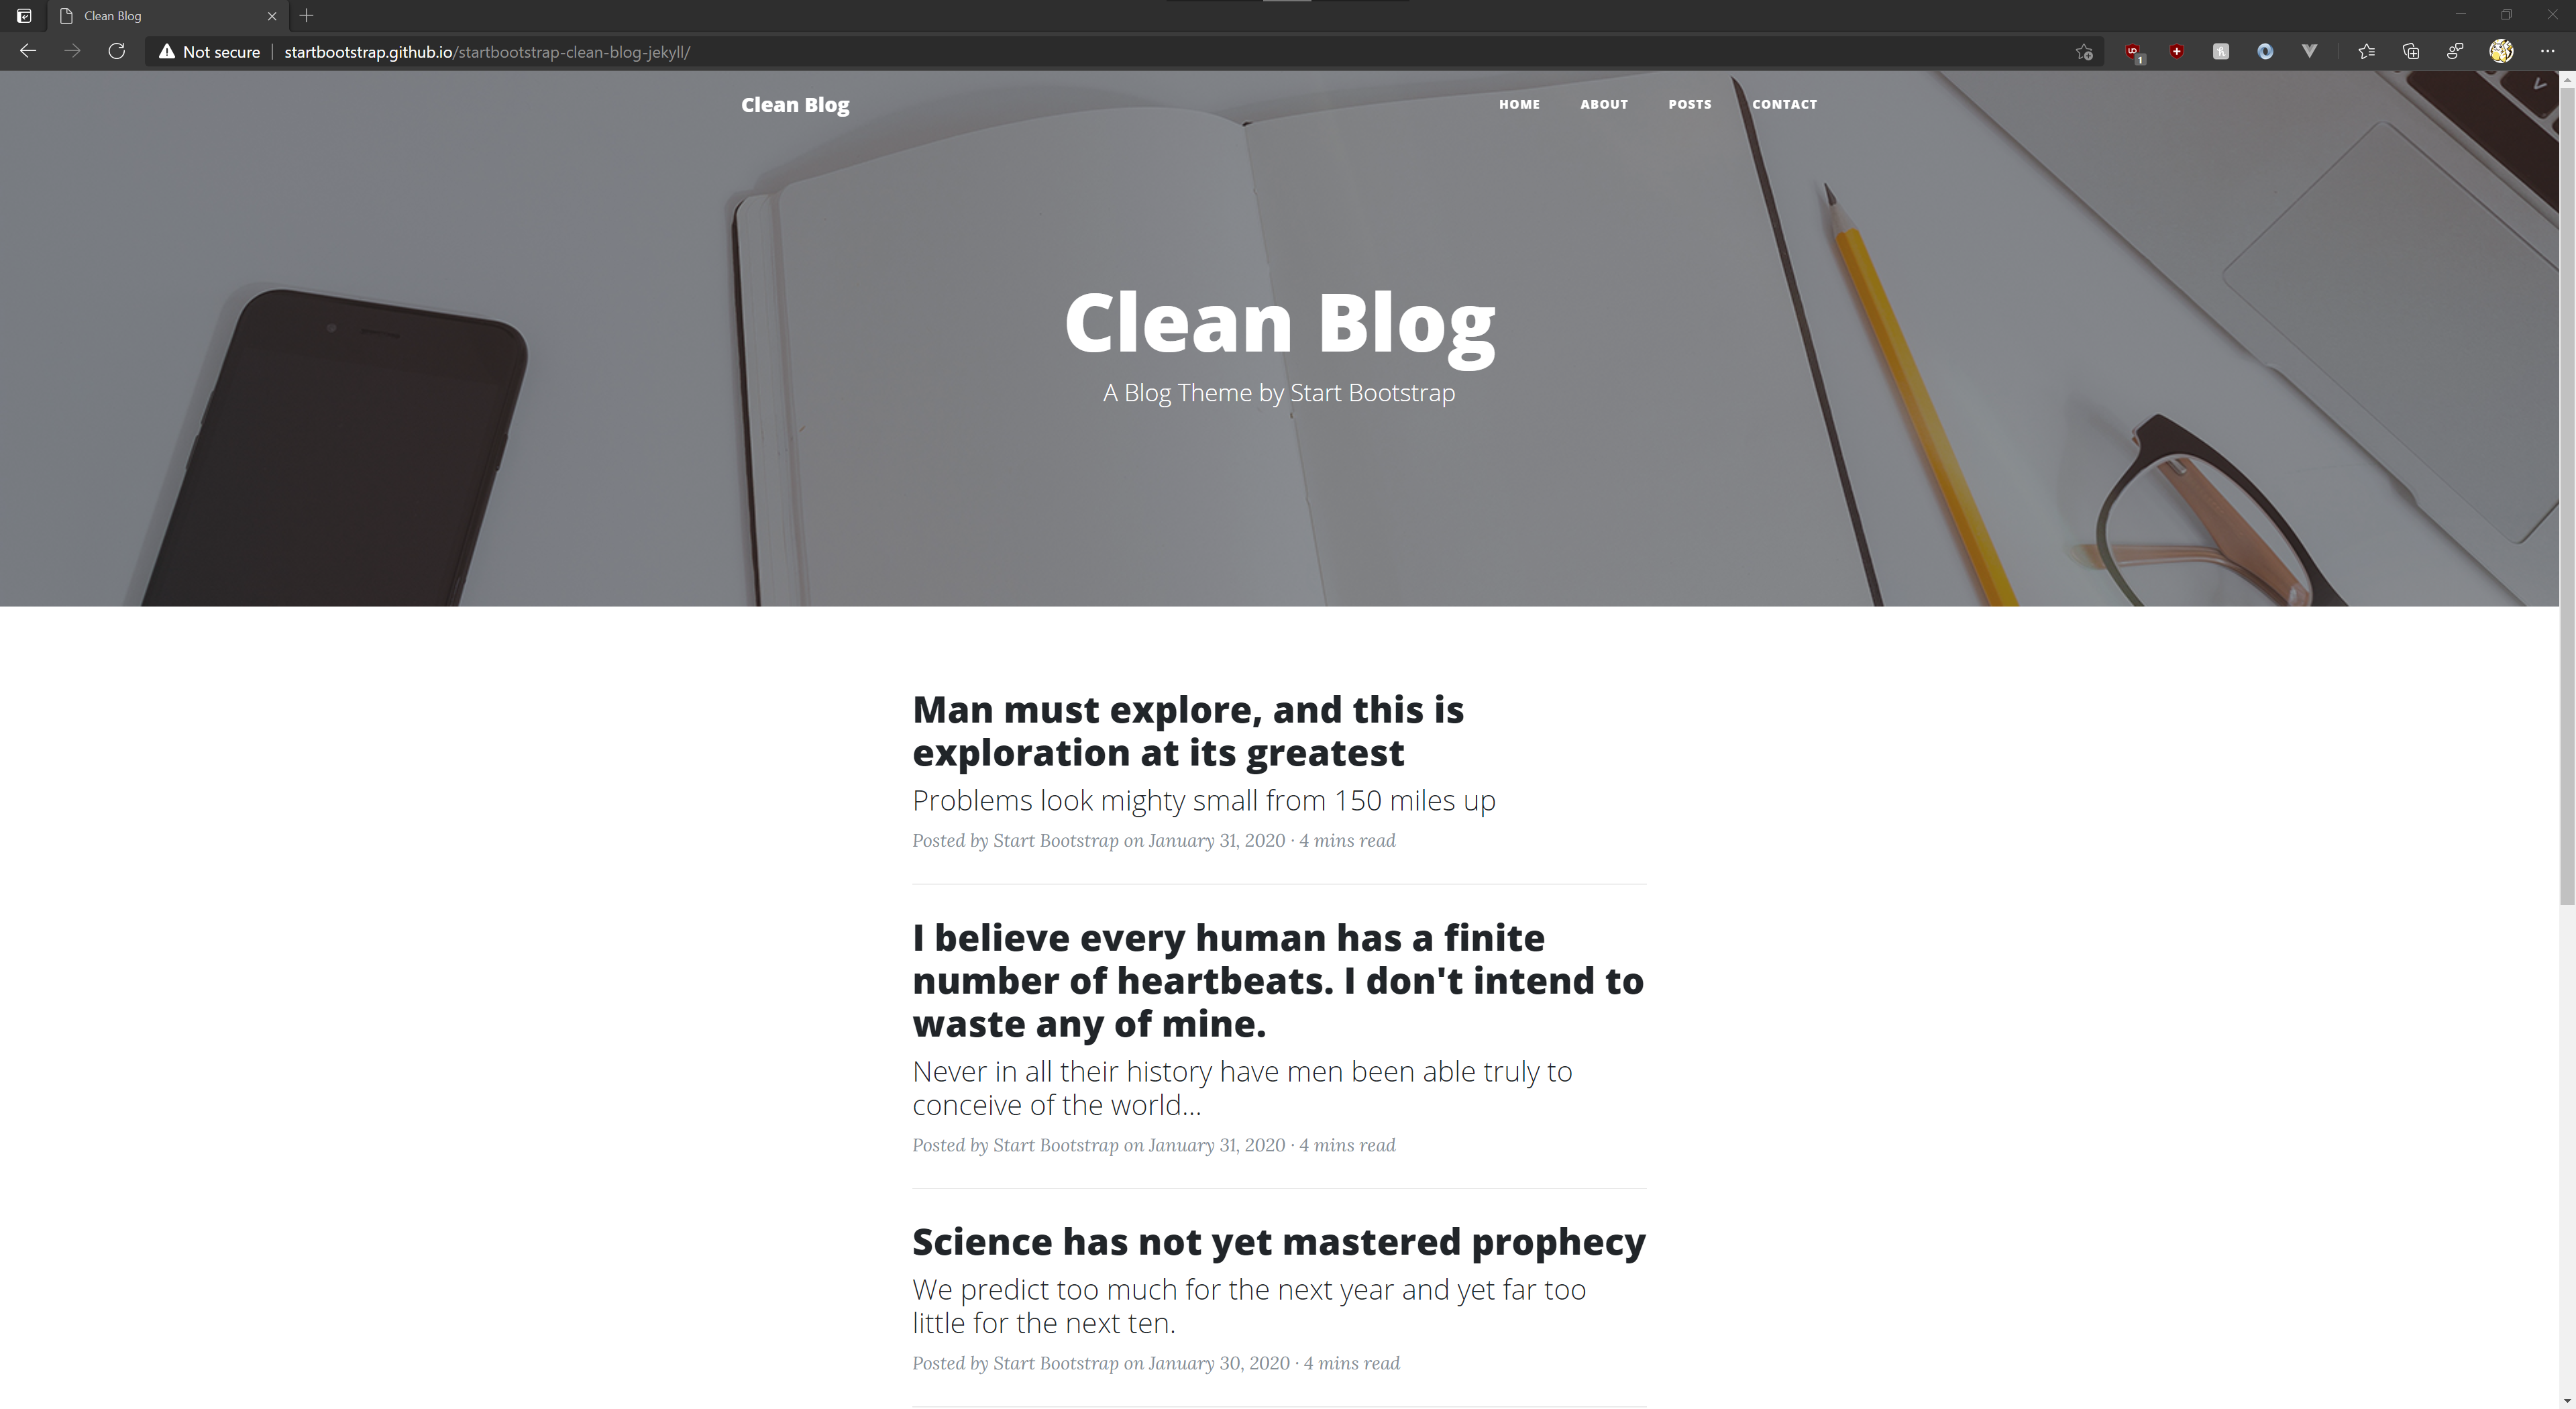 Clean Blog
Not secure
startbootstrap.github.io/startbootstrap-clean-blog-jekyll/
1
Clean Blog
HOME ABOUT POSTS CONTACT
Clean Blog
A Blog Theme by Start Bootstrap
Man must explore, and this is
exploration at its greatest
Problems look mighty small from 150 miles up
Posted by Start Bootstrap on January 31, 2020 · 4 mins read
I believe every human has a finite
number of heartbeats. I don't intend to
waste any of mine.
Never in all their history have men been able truly to
conceive of the world...
Posted by Start Bootstrap on January 31, 2020 · 4 mins read
Science has not yet mastered prophecy
We predict too much for the next year and yet far too
little for the next ten.
Posted by Start Bootstrap on January 30, 2020 · 4 mins read